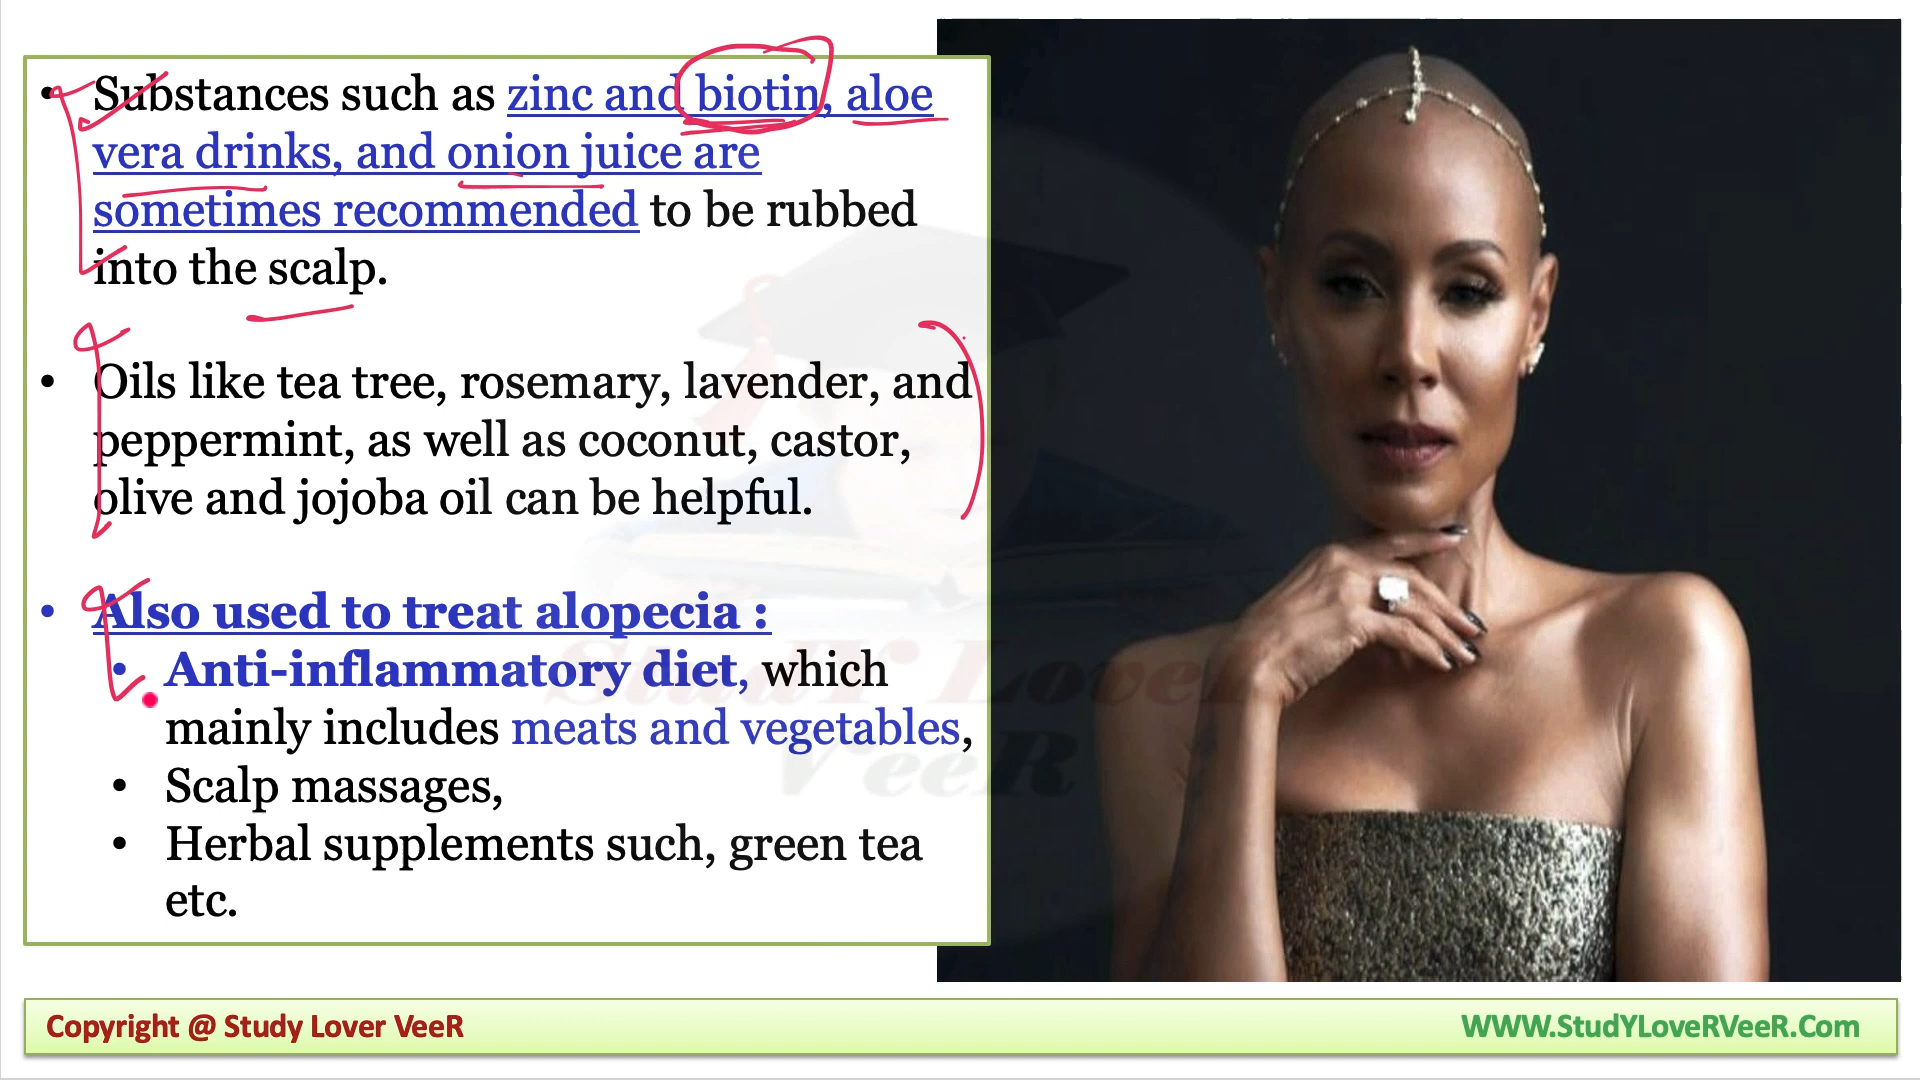 • Substances such as zinc and biotin, aloe
vera drinks, and onion juice are
sometimes recommended to be rubbed
into the scalp.
• Oils like tea tree, rosemary, lavender, and
peppermint, as well as coconut, castor,
olive and jojoba oil can be helpful.
• Also used to treat alopecia :
• Anti-inflammatory diet, which
mainly includes meats and vegetables,
• Scalp massages,
• Herbal supplements such, green tea
etc.
StudY LoveR
VeeR
Copyright @ Study Lover VeeR
WWW.StudYLoveRVeeR.Com